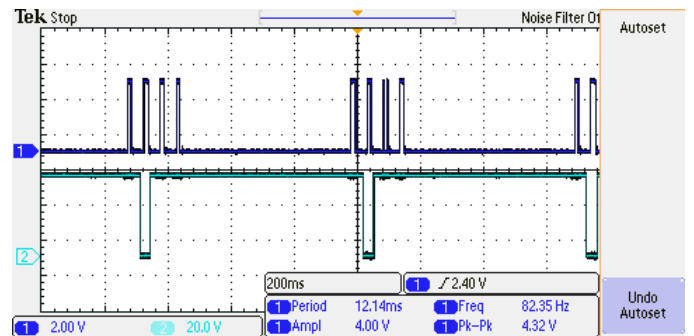 Tek Stop Noise Filter Of
Autoset
1
2
200ms 1 2.40 V
1 Period 12.14ms 1 Freq 82.35 Hz
1 Ampl 4.00 V 1 Pk-Pk 4.32 V
1 2.00 V 2 20.0 V
Undo
Autoset